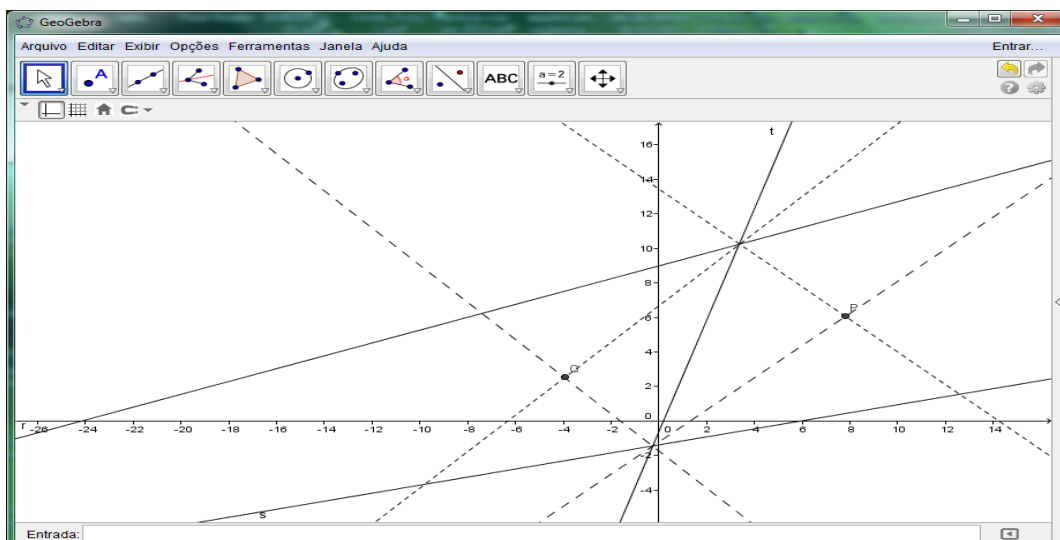 GeoGebra
Arquivo Editar Exibir Opções Ferramentas Janela Ajuda Entrar...
A ABC a = 2
t
16
14
12
10
8
6
4
2
0
r -26 -24 -22 -20 -18 -16 -14 -12 -10 -8 -6 -4 -2 0 2 4 6 8 10 12 14
-2
-4
P
Q
s
Entrada: